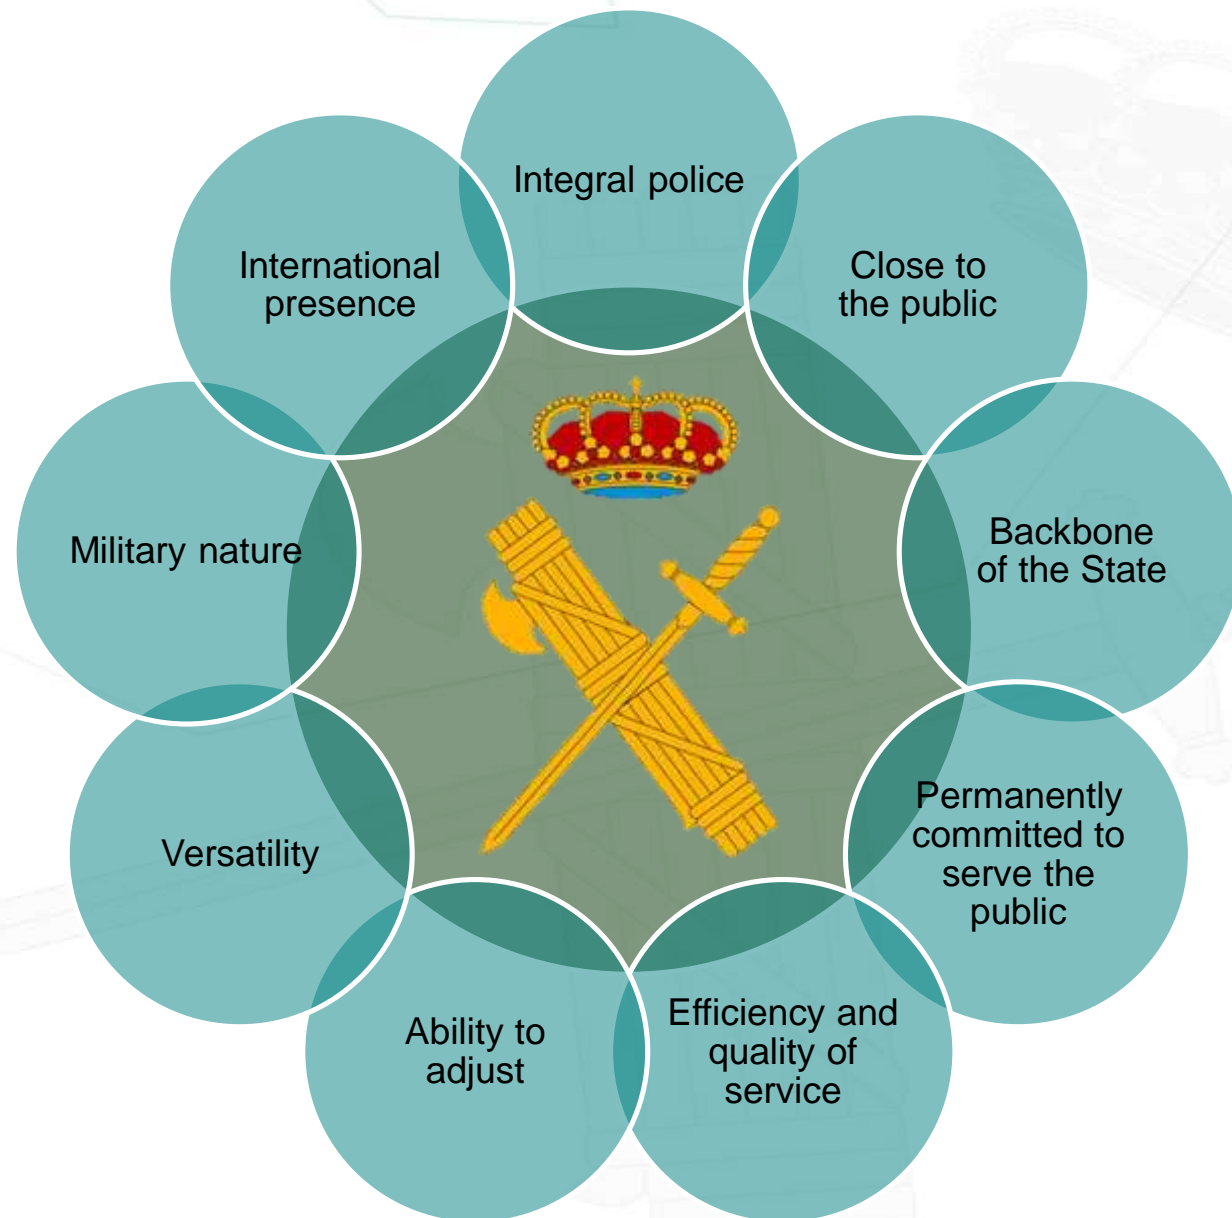 Integral police
Close to
the public
Backbone
of the State
Permanently
committed to
serve the
public
Efficiency and
quality of
service
Ability to
adjust
Versatility
Military nature
International
presence